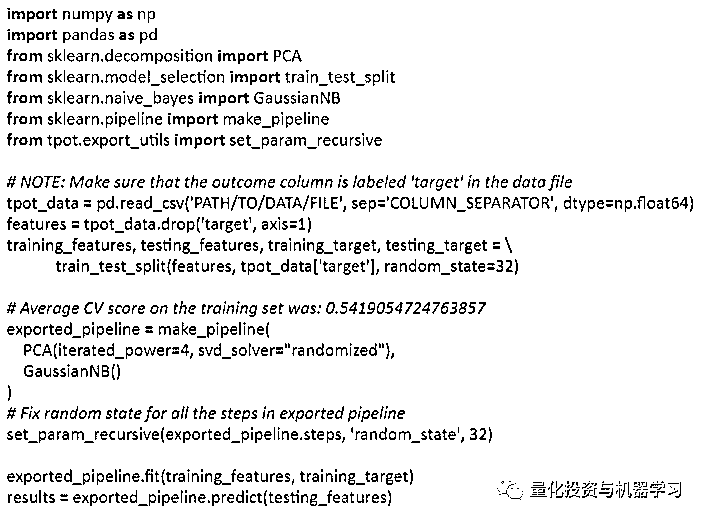 import numpy as np
import pandas as pd
from sklearn.decomposition import PCA
from sklearn.model_selection import train_test_split
from sklearn.naive_bayes import GaussianNB
from sklearn.pipeline import make_pipeline
from tpot.export_utils import set_param_recursive

# NOTE: Make sure that the outcome column is labeled 'target' in the data file
tpot_data = pd.read_csv('PATH/TO/DATA/FILE', sep='COLUMN_SEPARATOR', dtype=np.float64)
features = tpot_data.drop('target', axis=1)
training_features, testing_features, training_target, testing_target = \
            train_test_split(features, tpot_data['target'], random_state=32)

# Average CV score on the training set was: 0.5419054724763857
exported_pipeline = make_pipeline(
    PCA(iterated_power=4, svd_solver="randomized"),
    GaussianNB()
)
# Fix random state for all the steps in exported pipeline
set_param_recursive(exported_pipeline.steps, 'random_state', 32)

exported_pipeline.fit(training_features, training_target)
results = exported_pipeline.predict(testing_features)
量化投资与机器学习